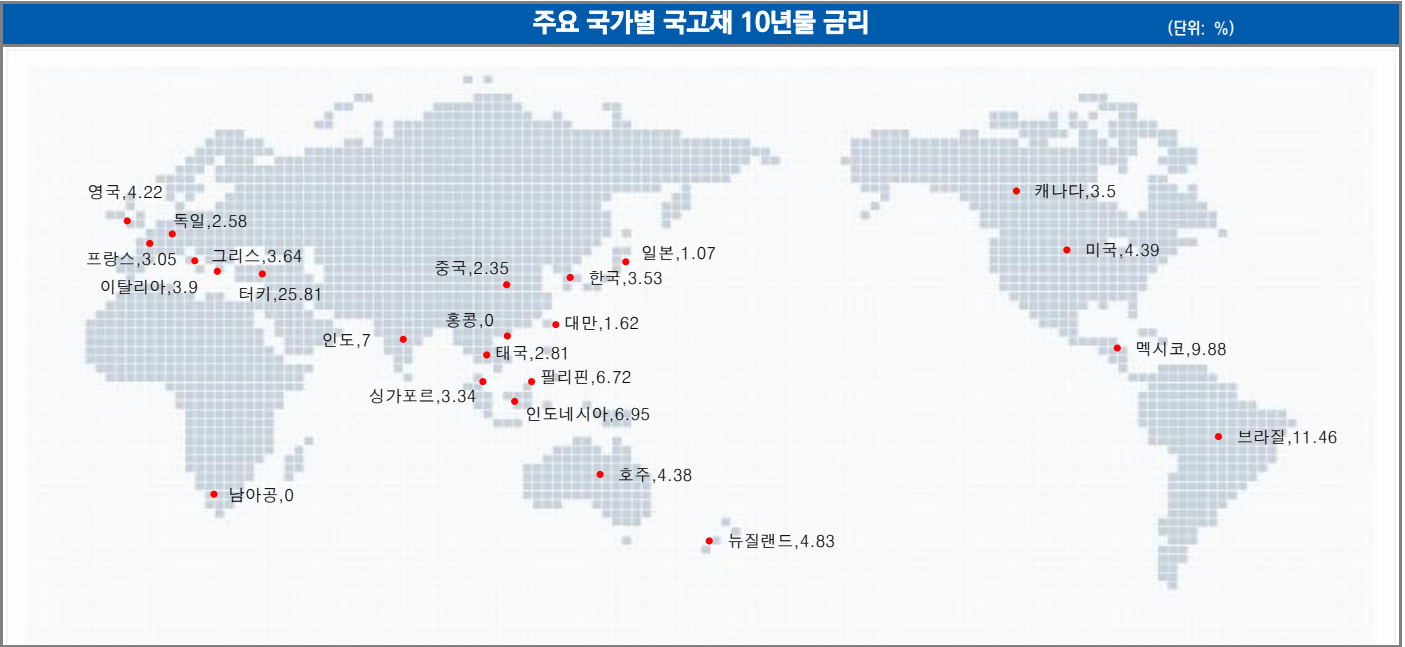 주요 국가별 국고채 10년물 금리
(단위: %)
영국,4.22
캐나다,3.5
독일,2.58
미국,4.39
일본,1.07
프랑스,3.05
그리스,3.64
중국,2.35
한국,3.53
이탈리아,3.9
터키,25.81
홍콩,0
대만,1.62
인도,7
태국,2.81
멕시코,9.88
필리핀,6.72
싱가포르,3.34
인도네시아,6.95
브라질,11.46
호주,4.38
남아공,0
뉴질랜드,4.83